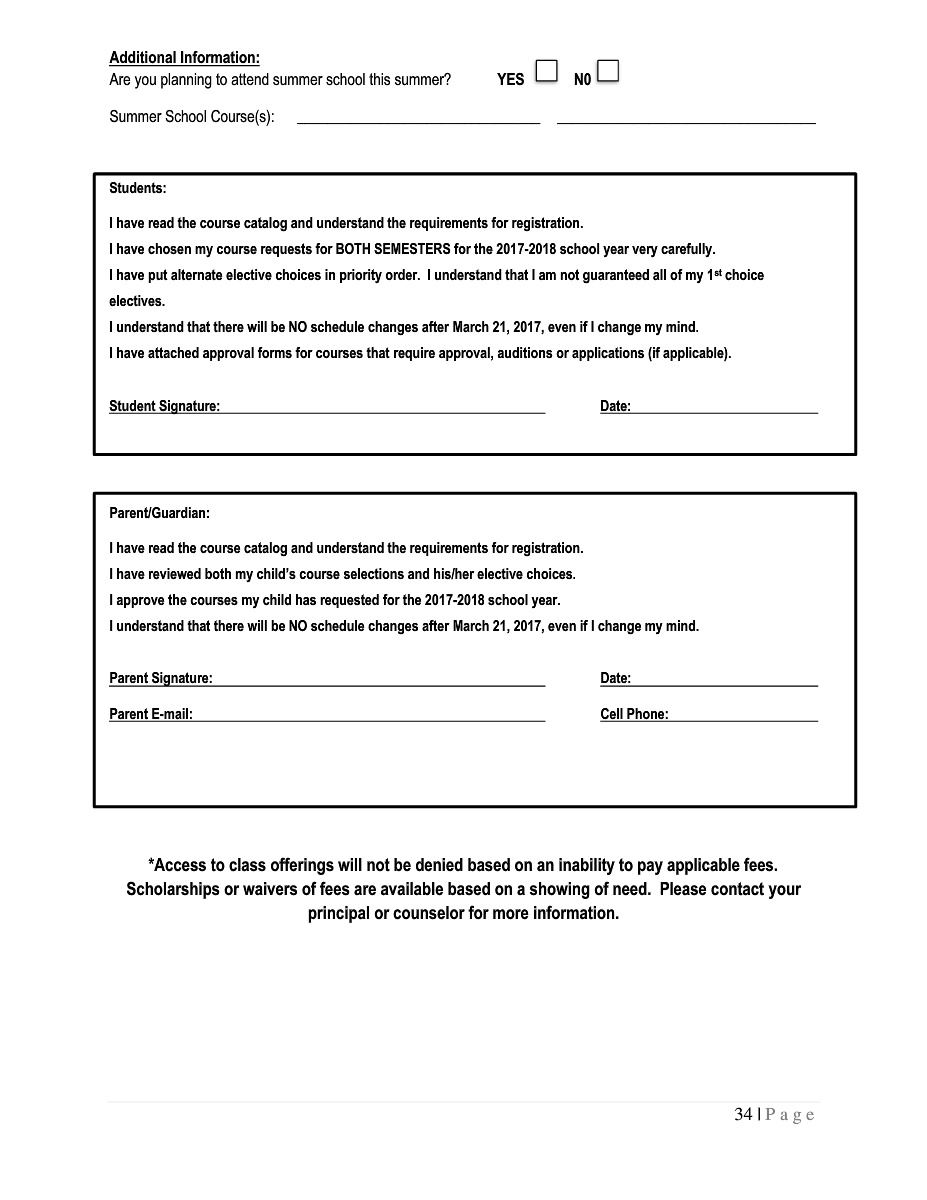 Additional Information:
Are you planning to attend summer school this summer? YES N0
Summer School Course(s):
Students:
I have read the course catalog and understand the requirements for registration.
I have chosen my course requests for BOTH SEMESTERS for the 2017-2018 school year very carefully.
I have put alternate elective choices in priority order. I understand that I am not guaranteed all of my 1st choice
electives.
I understand that there will be NO schedule changes after March 21, 2017, even if I change my mind.
I have attached approval forms for courses that require approval, auditions or applications (if applicable).
Student Signature: Date:
Parent/Guardian:
I have read the course catalog and understand the requirements for registration.
I have reviewed both my child’s course selections and his/her elective choices.
I approve the courses my child has requested for the 2017-2018 school year.
I understand that there will be NO schedule changes after March 21, 2017, even if I change my mind.
Parent Signature: Date:
Parent E-mail: Cell Phone:
*Access to class offerings will not be denied based on an inability to pay applicable fees.
Scholarships or waivers of fees are available based on a showing of need. Please contact your
principal or counselor for more information.
34 | Page